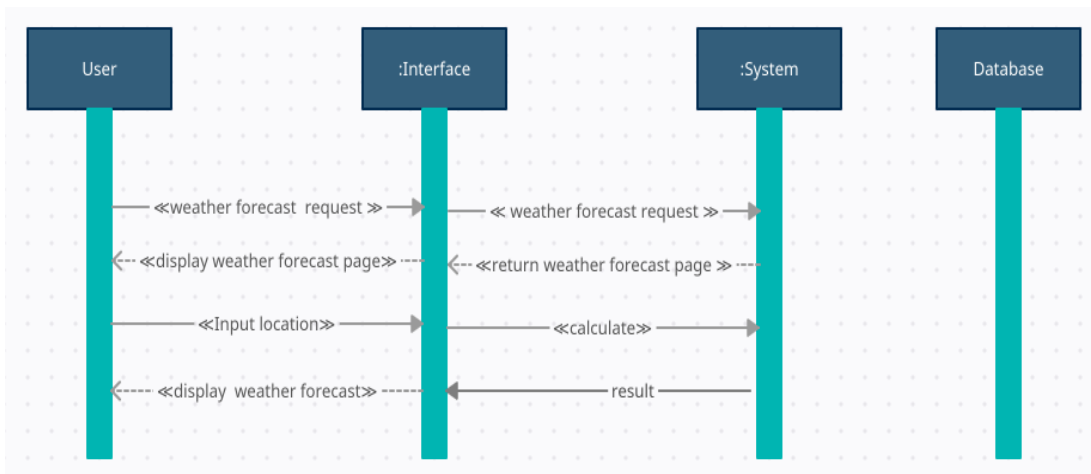 User
:Interface
:System
Database
≪weather forecast  request ≫
≪ weather forecast request ≫
≪display weather forecast page≫
≪return weather forecast page ≫
≪Input location≫
≪calculate≫
≪display  weather forecast≫
result